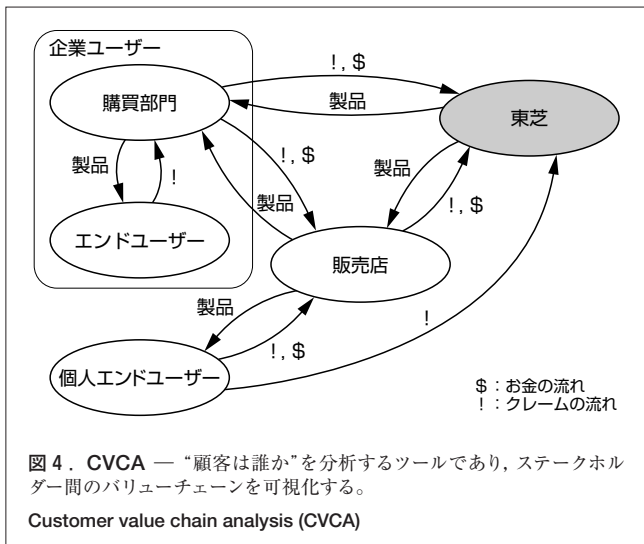 企業ユーザー
購買部門
!, $
製品
東芝
製品
!
!, $
製品
製品
!, $
エンドユーザー
販売店
製品
!, $
!
個人エンドユーザー
$ : お金の流れ
! : クレームの流れ
図4. CVCA — “顧客は誰か”を分析するツールであり, ステークホル
ダー間のバリューチェーンを可視化する。
Customer value chain analysis (CVCA)